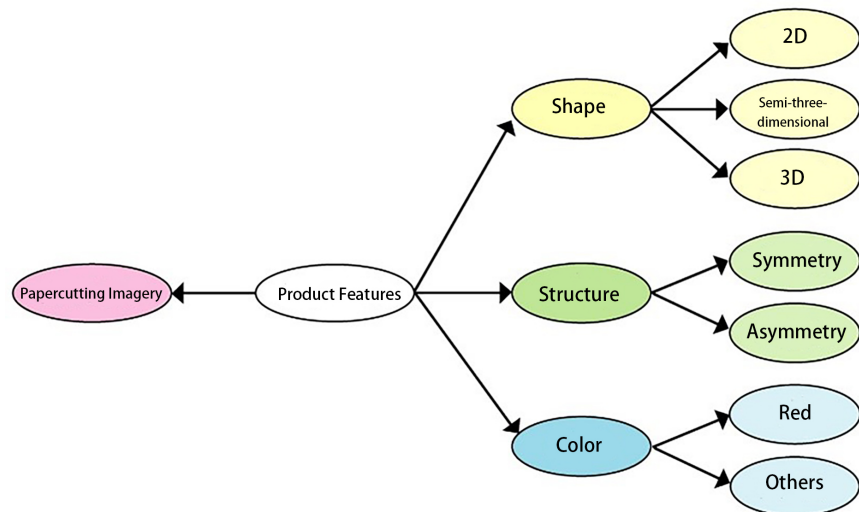 2D
Shape
Semi-three-
dimensional
3D
Papercutting Imagery
Product Features
Structure
Symmetry
Asymmetry
Color
Red
Others